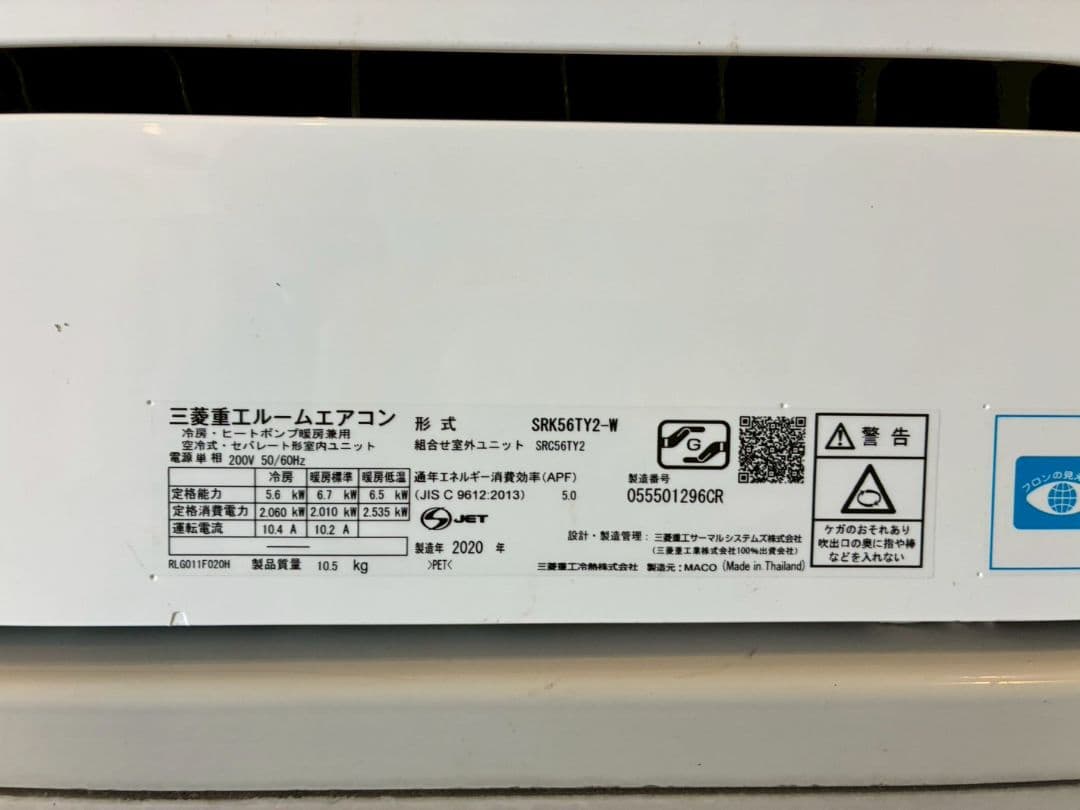 三菱重工ルームエアコン
冷房・ヒートポンプ暖房兼用
空冷式・セパレート形室内ユニット
電源 単相 200V 50/60Hz
冷房 暖房標準 暖房低温
定格能力 5.6 kW 6.7 kW 6.5 kW
定格消費電力 2.060 kW 2.010 kW 2.535 kW
運転電流 10.4 A 10.2 A
RLG011F020H 製品質量 10.5 kg
形式 SRK56TY2-W
組合せ室外ユニット SRC56TY2
通年エネルギー消費効率(APF)
(JIS C 9612:2013) 5.0
JET
製造年 2020 年
>PET<
G
製造番号
055501296CR
設計・製造管理: 三菱重工サーマルシステムズ株式会社
(三菱重工業株式会社100%出資会社)
三菱重工冷熱株式会社 製造元:MACO (Made in Thailand)
警告
ケガのおそれあり
吹出口の奥に指や棒
などを入れない
フロンの見え